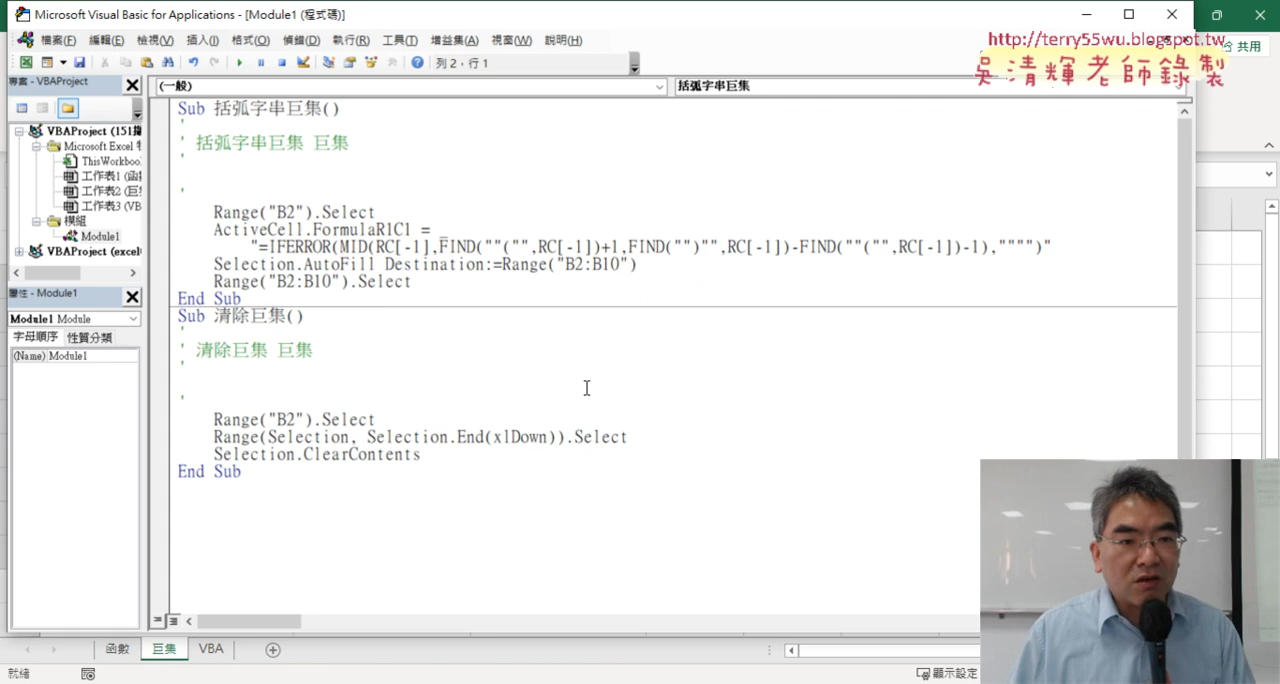 Microsoft Visual Basic for Applications - [Module1 (程式碼)]
http://terry55wu.blogspot.tw
共用
吳清輝老師錄製
檔案(F) 編輯(E) 檢視(V) 插入(I) 格式(O) 偵錯(D) 執行(R) 工具(T) 增益集(A) 視窗(W) 說明(H)
列 2，行 1
專案 - VBAProject
(一般)
括弧字串巨集
VBAProject (151
Microsoft Excel
ThisWorkboo
工作表1 (函
工作表2 (巨
工作表3 (VB
模組
Module1
VBAProject (excel
屬性 - Module1
Module1 Module
字母順序 性質分類
(Name) Module1
Sub 括弧字串巨集()
'
' 括弧字串巨集 巨集
'
'
Range("B2").Select
ActiveCell.FormulaR1C1 = _
"=IFERROR(MID(RC[-1],FIND(""("",RC[-1])+1,FIND("")"",RC[-1])-FIND(""("",RC[-1])-1),"""")"
Selection.AutoFill Destination:=Range("B2:B10")
Range("B2:B10").Select
End Sub
Sub 清除巨集()
'
' 清除巨集 巨集
'
'
Range("B2").Select
Range(Selection, Selection.End(xlDown)).Select
Selection.ClearContents
End Sub
函數 巨集 VBA
就緒
顯示設定